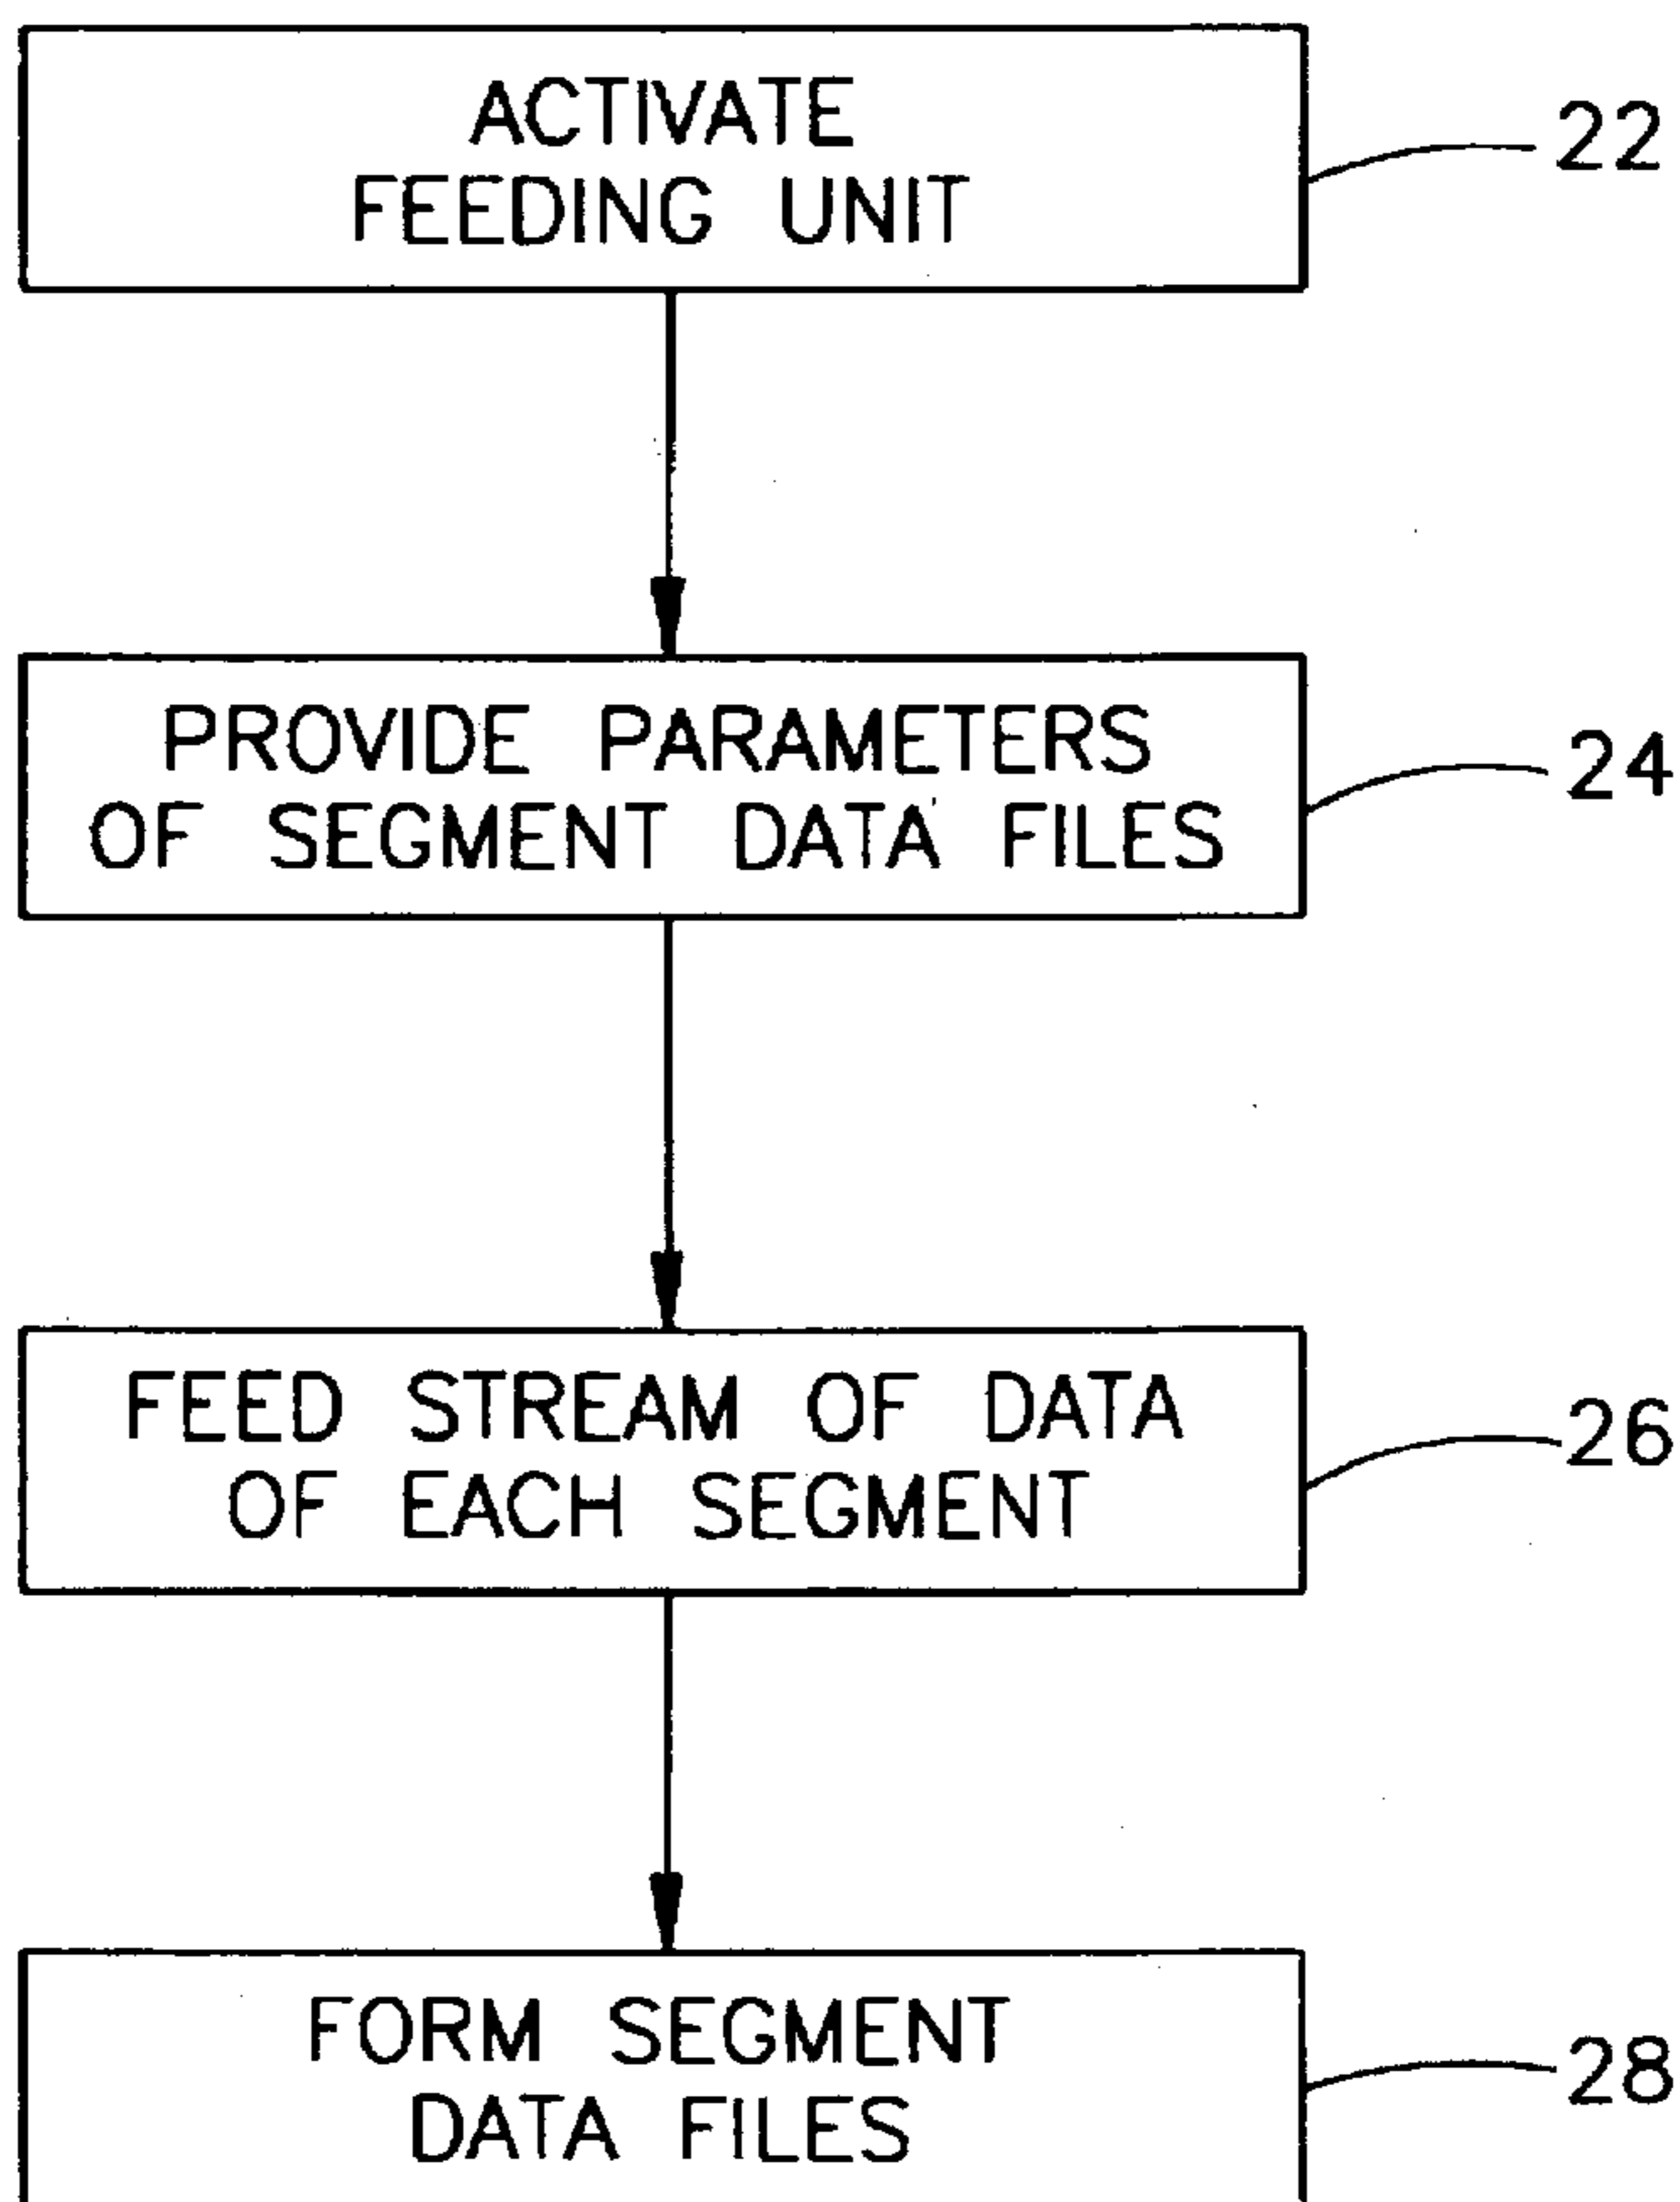 ACTIVATE
FEEDING UNIT
22
PROVIDE PARAMETERS
OF SEGMENT DATA FILES
24
FEED STREAM OF DATA
OF EACH SEGMENT
26
FORM SEGMENT
DATA FILES
28